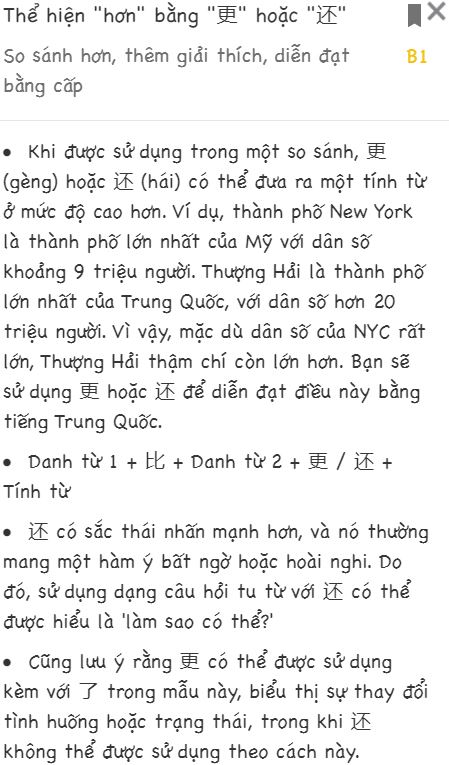 Thể hiện "hơn" bằng "更" hoặc "还"
So sánh hơn, thêm giải thích, diễn đạt
bằng cấp
B1
• Khi được sử dụng trong một so sánh, 更
(gèng) hoặc 还 (hái) có thể đưa ra một tính từ
ở mức độ cao hơn. Ví dụ, thành phố New York
là thành phố lớn nhất của Mỹ với dân số
khoảng 9 triệu người. Thượng Hải là thành phố
lớn nhất của Trung Quốc, với dân số hơn 20
triệu người. Vì vậy, mặc dù dân số của NYC rất
lớn, Thượng Hải thậm chí còn lớn hơn. Bạn sẽ
sử dụng 更 hoặc 还 để diễn đạt điều này bằng
tiếng Trung Quốc.
• Danh từ 1 + 比 + Danh từ 2 + 更 / 还 +
Tính từ
• 还 có sắc thái nhấn mạnh hơn, và nó thường
mang một hàm ý bất ngờ hoặc hoài nghi. Do
đó, sử dụng dạng câu hỏi tu từ với 还 có thể
được hiểu là 'làm sao có thể?'
• Cũng lưu ý rằng 更 có thể được sử dụng
kèm với 了 trong mẫu này, biểu thị sự thay đổi
tình huống hoặc trạng thái, trong khi 还
không thể được sử dụng theo cách này.